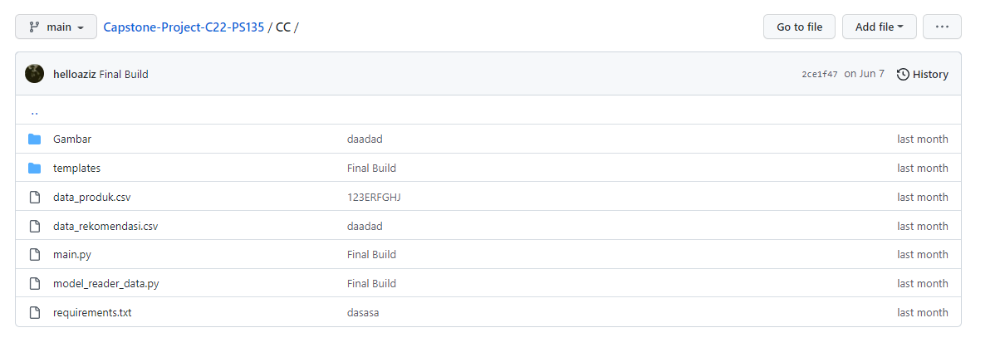 main Capstone-Project-C22-PS135 / CC / Go to file Add file ...
helloaziz Final Build 2ce1f47 on Jun 7 History
..
Gambar daadad last month
templates Final Build last month
data_produk.csv 123ERFGHJ last month
data_rekomendasi.csv daadad last month
main.py Final Build last month
model_reader_data.py Final Build last month
requirements.txt dasasa last month